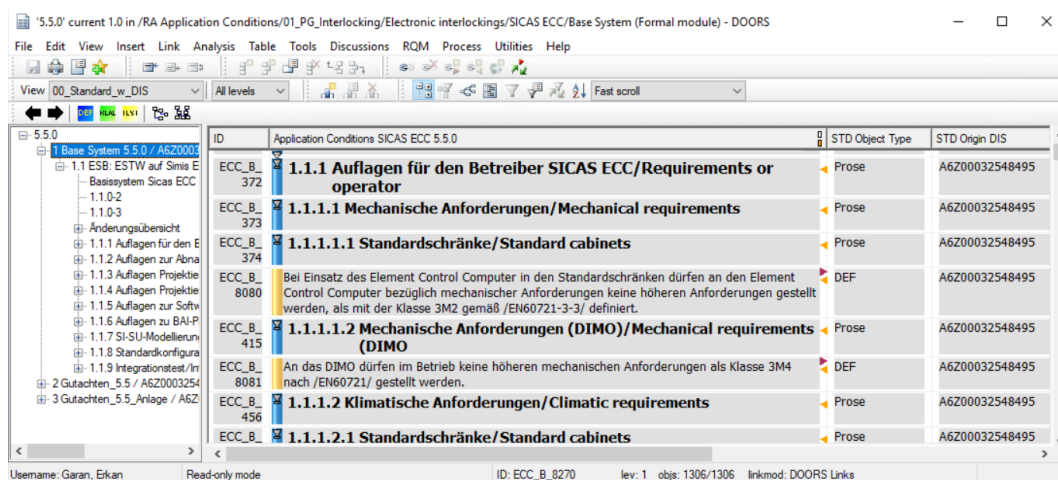 '5.5.0' current 1.0 in /RA Application Conditions/01_PG_Interlocking/Electronic interlockings/SICAS ECC/Base System (Formal module) - DOORS
File Edit View Insert Link Analysis Table Tools Discussions RQM Process Utilities Help
View 00_Standard_w_DIS All levels Fast scroll
DEF REAL TEST
5.5.0
1 Base System 5.5.0 / A6Z0003
1.1 ESB: ESTW auf Simis E
Basissystem Sicas ECC
1.1.0-2
1.1.0-3
Änderungsübersicht
1.1.1 Auflagen für den B
1.1.2 Auflagen zur Abna
1.1.3 Auflagen Projektie
1.1.4 Auflagen Projektie
1.1.5 Auflagen zur Softw
1.1.6 Auflagen zu BAI-P
1.1.7 SI-SU-Modellierun
1.1.8 Standardkonfigura
1.1.9 Integrationstest/In
2 Gutachten_5.5 / A6Z0003254
3 Gutachten_5.5_Anlage / A6Z
ID Application Conditions SICAS ECC 5.5.0 STD Object Type STD Origin DIS
ECC_B_ 1.1.1 Auflagen für den Betreiber SICAS ECC/Requirements or Prose A6Z00032548495
372 operator
ECC_B_ 1.1.1.1 Mechanische Anforderungen/Mechanical requirements Prose A6Z00032548495
373
ECC_B_ 1.1.1.1.1 Standardschränke/Standard cabinets Prose A6Z00032548495
374
ECC_B_ Bei Einsatz des Element Control Computer in den Standardschränken dürfen an den Element DEF A6Z00032548495
8080 Control Computer bezüglich mechanischer Anforderungen keine höheren Anforderungen gestellt
werden, als mit der Klasse 3M2 gemäß /EN60721-3-3/ definiert.
ECC_B_ 1.1.1.1.2 Mechanische Anforderungen (DIMO)/Mechanical requirements Prose A6Z00032548495
415 (DIMO
ECC_B_ An das DIMO dürfen im Betrieb keine höheren mechanischen Anforderungen als Klasse 3M4 DEF A6Z00032548495
8081 nach /EN60721/ gestellt werden.
ECC_B_ 1.1.1.2 Klimatische Anforderungen/Climatic requirements Prose A6Z00032548495
456
ECC_B_ 1.1.1.2.1 Standardschränke/Standard cabinets Prose A6Z00032548495
Username: Garan, Erkan Read-only mode ID: ECC_B_8270 lev: 1 objs: 1306/1306 linkmod: DOORS Links